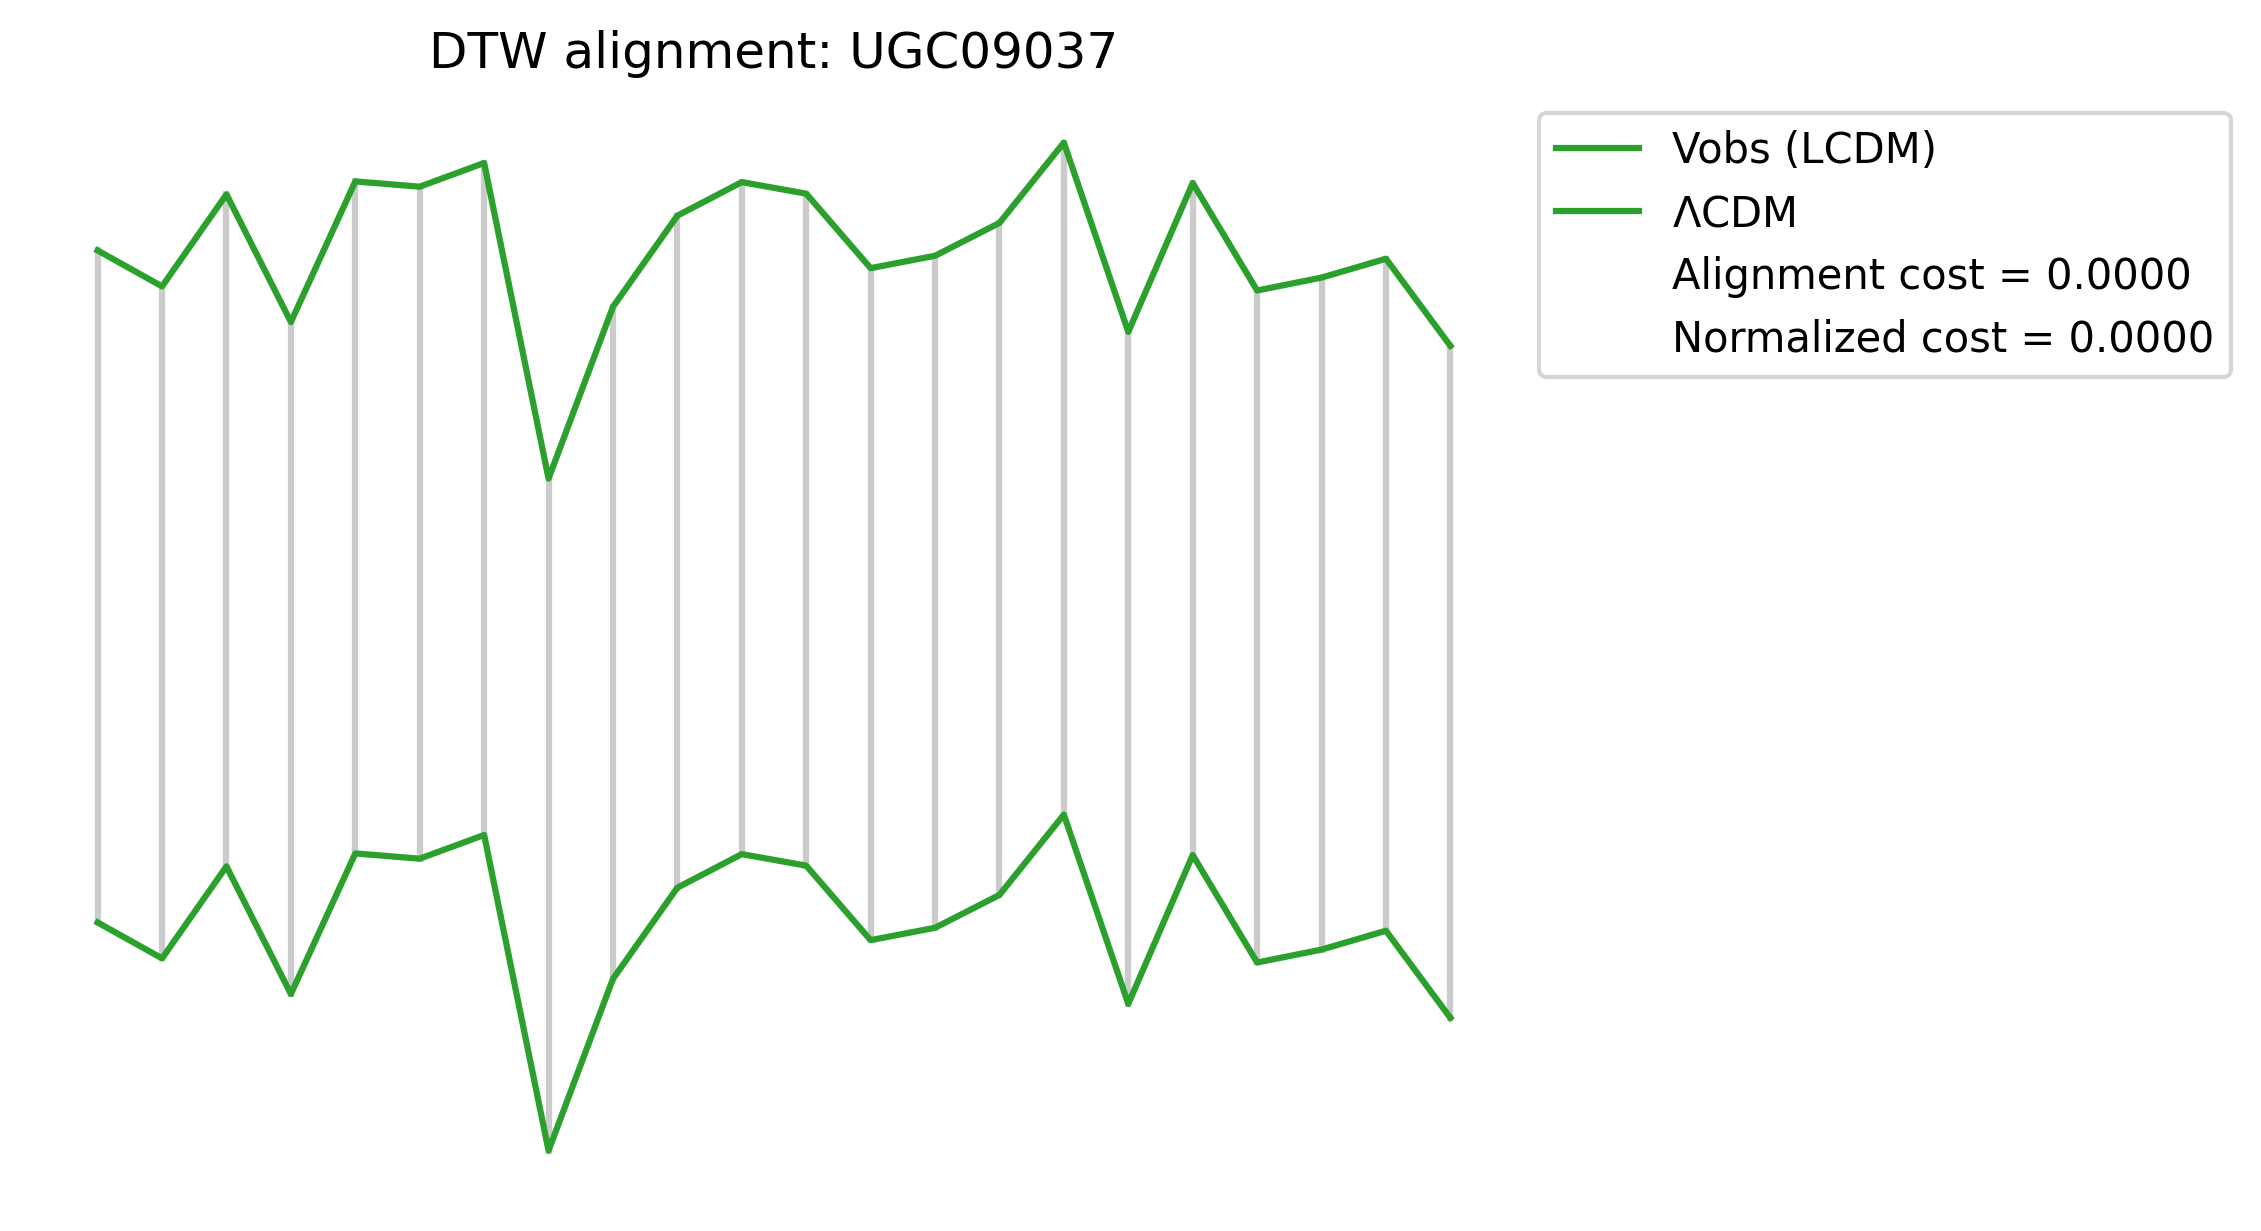 DTW alignment: UGC09037
Vobs (LCDM)
ΛCDM
Alignment cost = 0.0000
Normalized cost = 0.0000